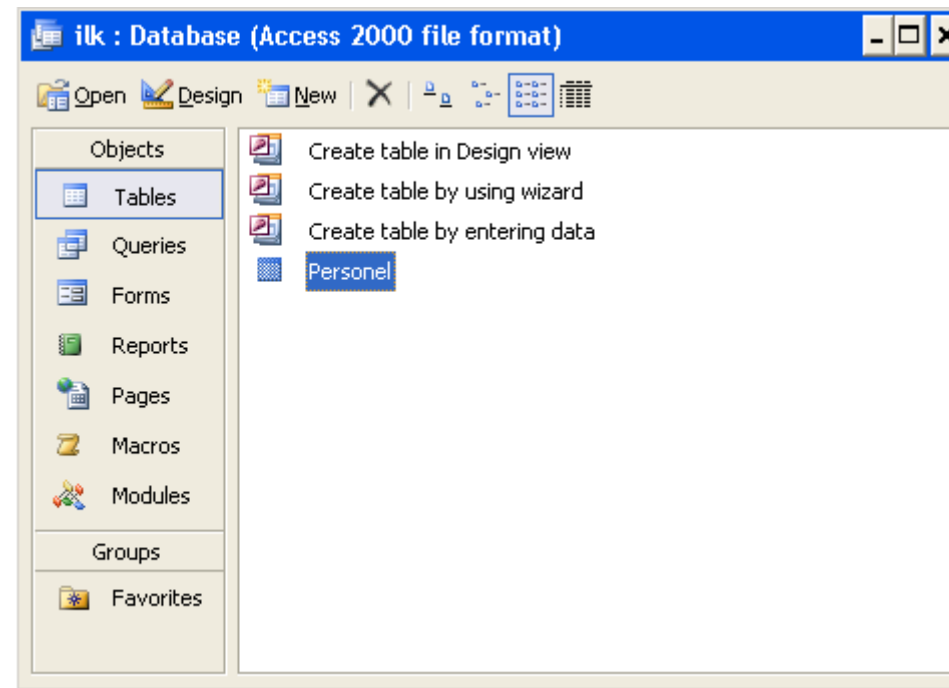 ilk : Database (Access 2000 file format)
Open Design New
Objects
Tables
Queries
Forms
Reports
Pages
Macros
Modules
Groups
Favorites
Create table in Design view
Create table by using wizard
Create table by entering data
Personel